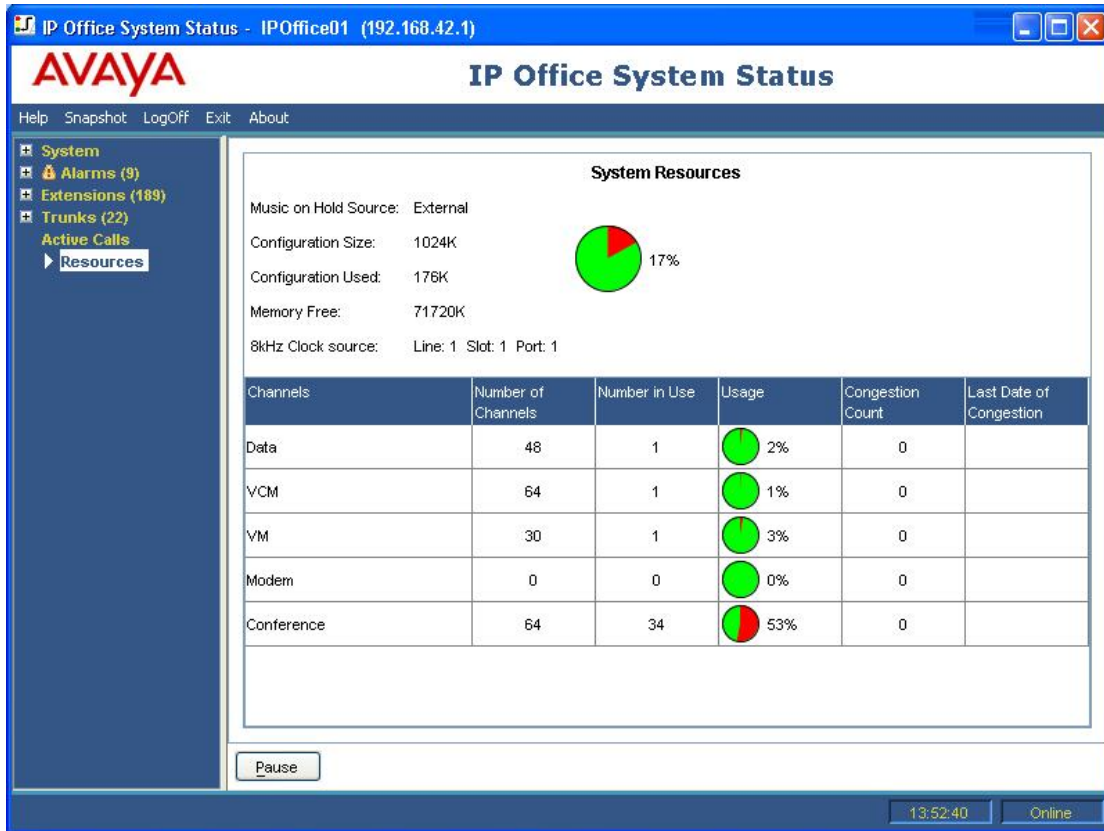 IP Office System Status - IPOffice01 (192.168.42.1)
AVAYA
IP Office System Status
Help Snapshot LogOff Exit About
System
Alarms (9)
Extensions (189)
Trunks (22)
Active Calls
Resources
System Resources
Music on Hold Source: External
Configuration Size: 1024K
17%
Configuration Used: 176K
Memory Free: 71720K
8kHz Clock source: Line: 1 Slot: 1 Port: 1
Channels Number of Channels Number in Use Usage Congestion Count Last Date of Congestion
Data 48 1 2% 0
VCM 64 1 1% 0
VM 30 1 3% 0
Modem 0 0 0% 0
Conference 64 34 53% 0
Pause
13:52:40 Online